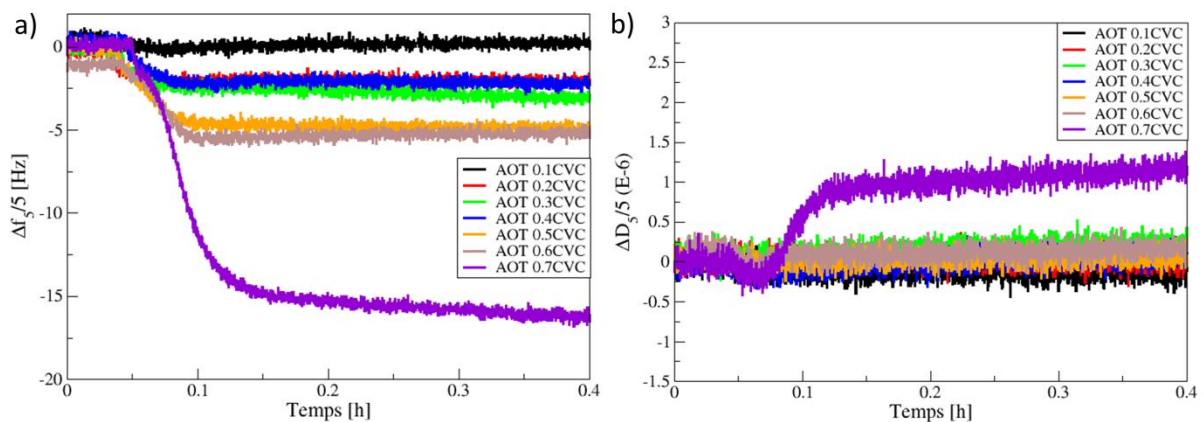 a)
0
-5
-10
-15
-20
Δf₅/5 [Hz]
0
0.1
0.2
0.3
0.4
Temps [h]
AOT 0.1CVC
AOT 0.2CVC
AOT 0.3CVC
AOT 0.4CVC
AOT 0.5CVC
AOT 0.6CVC
AOT 0.7CVC
b)
3
2.5
2
1.5
1
0.5
0
-0.5
-1
-1.5
ΔD₅/5 (E-6)
0
0.1
0.2
0.3
0.4
Temps [h]
AOT 0.1CVC
AOT 0.2CVC
AOT 0.3CVC
AOT 0.4CVC
AOT 0.5CVC
AOT 0.6CVC
AOT 0.7CVC